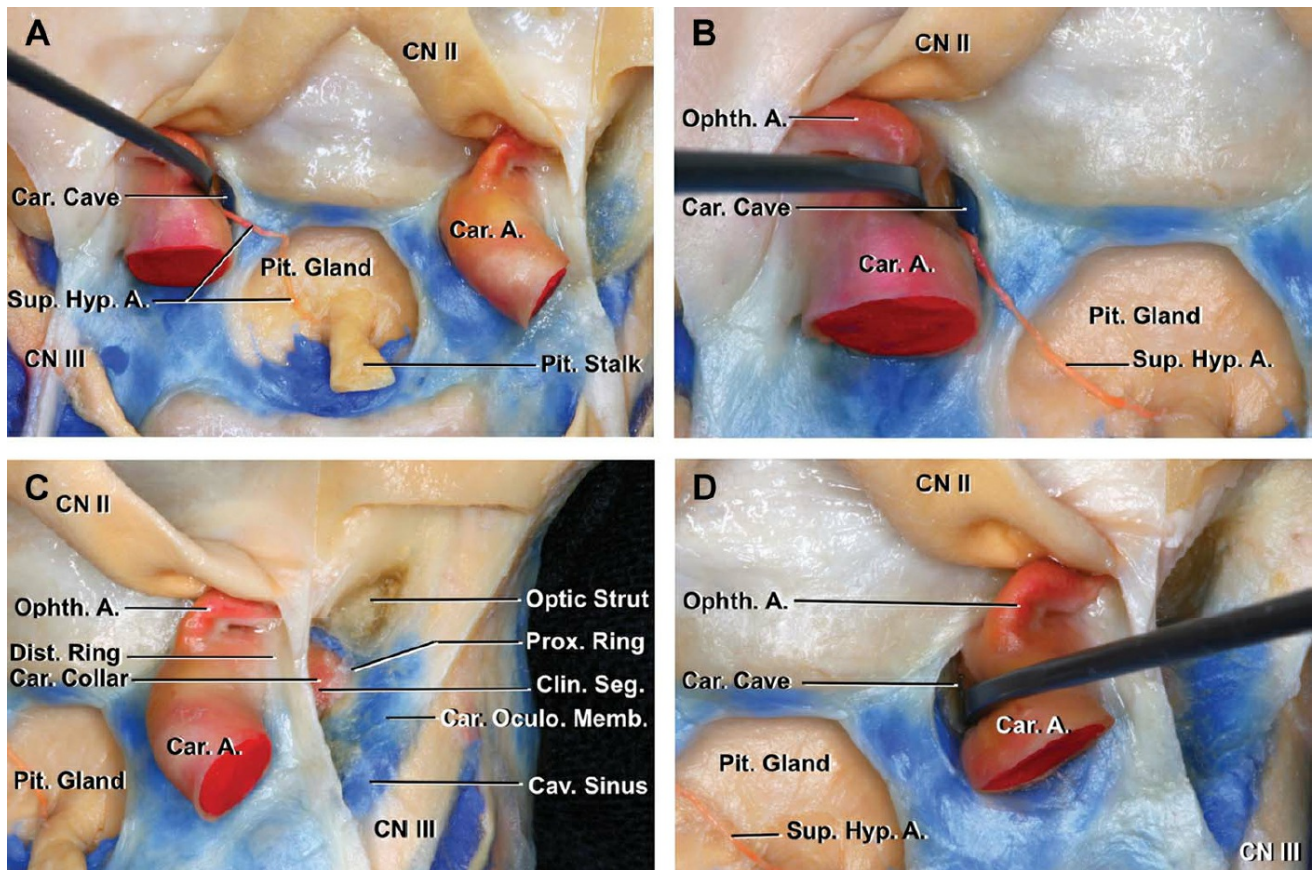 A
CN II
Car. Cave
Car. A.
Pit. Gland
Sup. Hyp. A.
CN III
Pit. Stalk
B
CN II
Ophth. A.
Car. Cave
Car. A.
Pit. Gland
Sup. Hyp. A.
C
CN II
Ophth. A.
Optic Strut
Dist. Ring
Prox. Ring
Car. Collar
Clin. Seg.
Car. Oculo. Memb.
Car. A.
Pit. Gland
Cav. Sinus
CN III
D
CN II
Ophth. A.
Car. Cave
Car. A.
Pit. Gland
Sup. Hyp. A.
CN III